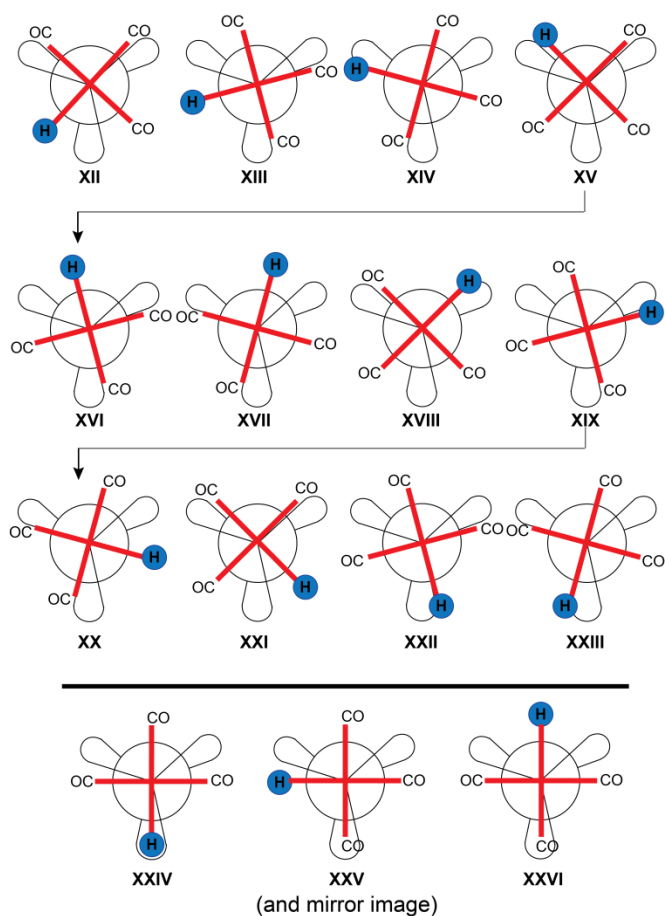 OC CO OC CO
H CO H H
H CO
CO CO OC OC CO
XII XIII XIV XV
H H OC H
CO OC H
OC CO OC
CO OC OC CO CO
XVI XVII XVIII XIX
CO OC CO OC CO
OC CO OC CO
H OC H OC CO
OC H H
XX XXI XXII XXIII
CO CO H
OC CO H CO OC CO
H CO
XXIV XXV XXVI
(and mirror image)